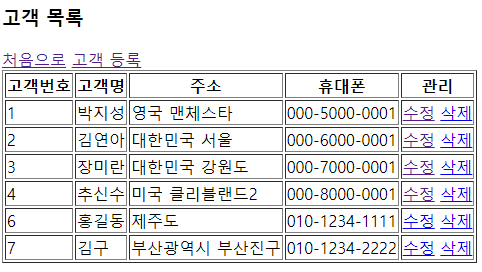 고객 목록
처음으로 고객 등록
고객번호 고객명 주소 휴대폰 관리
1 박지성 영국 맨체스타 000-5000-0001 수정 삭제
2 김연아 대한민국 서울 000-6000-0001 수정 삭제
3 장미란 대한민국 강원도 000-7000-0001 수정 삭제
4 추신수 미국 클리블랜드2 000-8000-0001 수정 삭제
6 홍길동 제주도 010-1234-1111 수정 삭제
7 김구 부산광역시 부산진구 010-1234-2222 수정 삭제